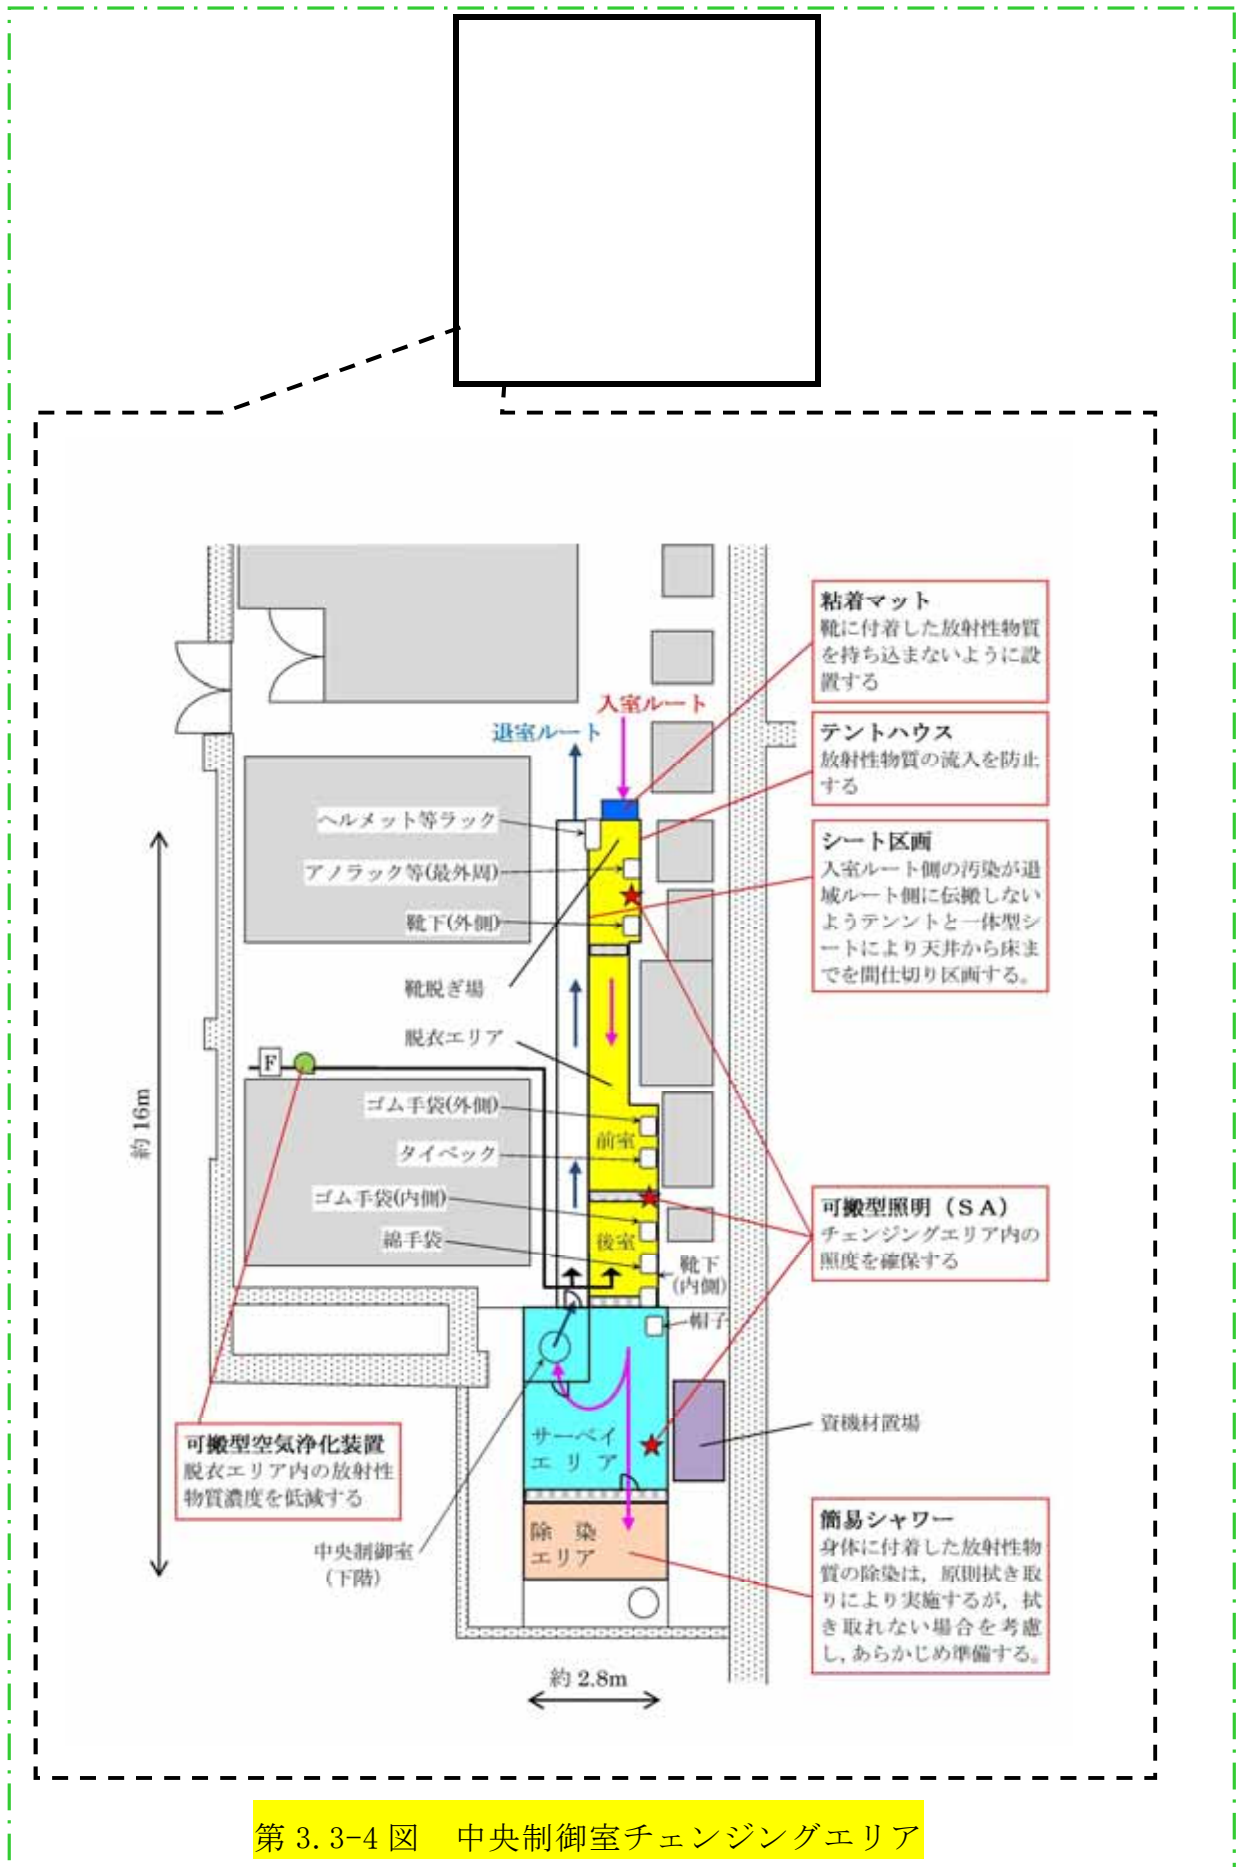 粘着マット
靴に付着した放射性物質
を持ち込まないように設
置する
入室ルート
退室ルート
テントハウス
放射性物質の流入を防止
する
ヘルメット等ラック
アノラック等(最外周)
靴下(外側)
シート区画
入室ルート側の汚染が退
域ルート側に伝搬しない
ようテンントと一体型シ
ートにより天井から床ま
でを間仕切り区画する。
靴脱ぎ場
脱衣エリア
F
約 16m
ゴム手袋(外側)
前室
タイベック
ゴム手袋(内側)
綿手袋
後室
靴下
(内側)
可搬型照明（ＳＡ）
チェンジングエリア内の
照度を確保する
帽子
サーベイ
エ リ ア
資機材置場
可搬型空気浄化装置
脱衣エリア内の放射性
物質濃度を低減する
中央制御室
（下階）
除 染
エリア
簡易シャワー
身体に付着した放射性物
質の除染は，原則拭き取
りにより実施するが，拭
き取れない場合を考慮
し，あらかじめ準備する。
約 2.8m
第 3.3-4 図　中央制御室チェンジングエリア